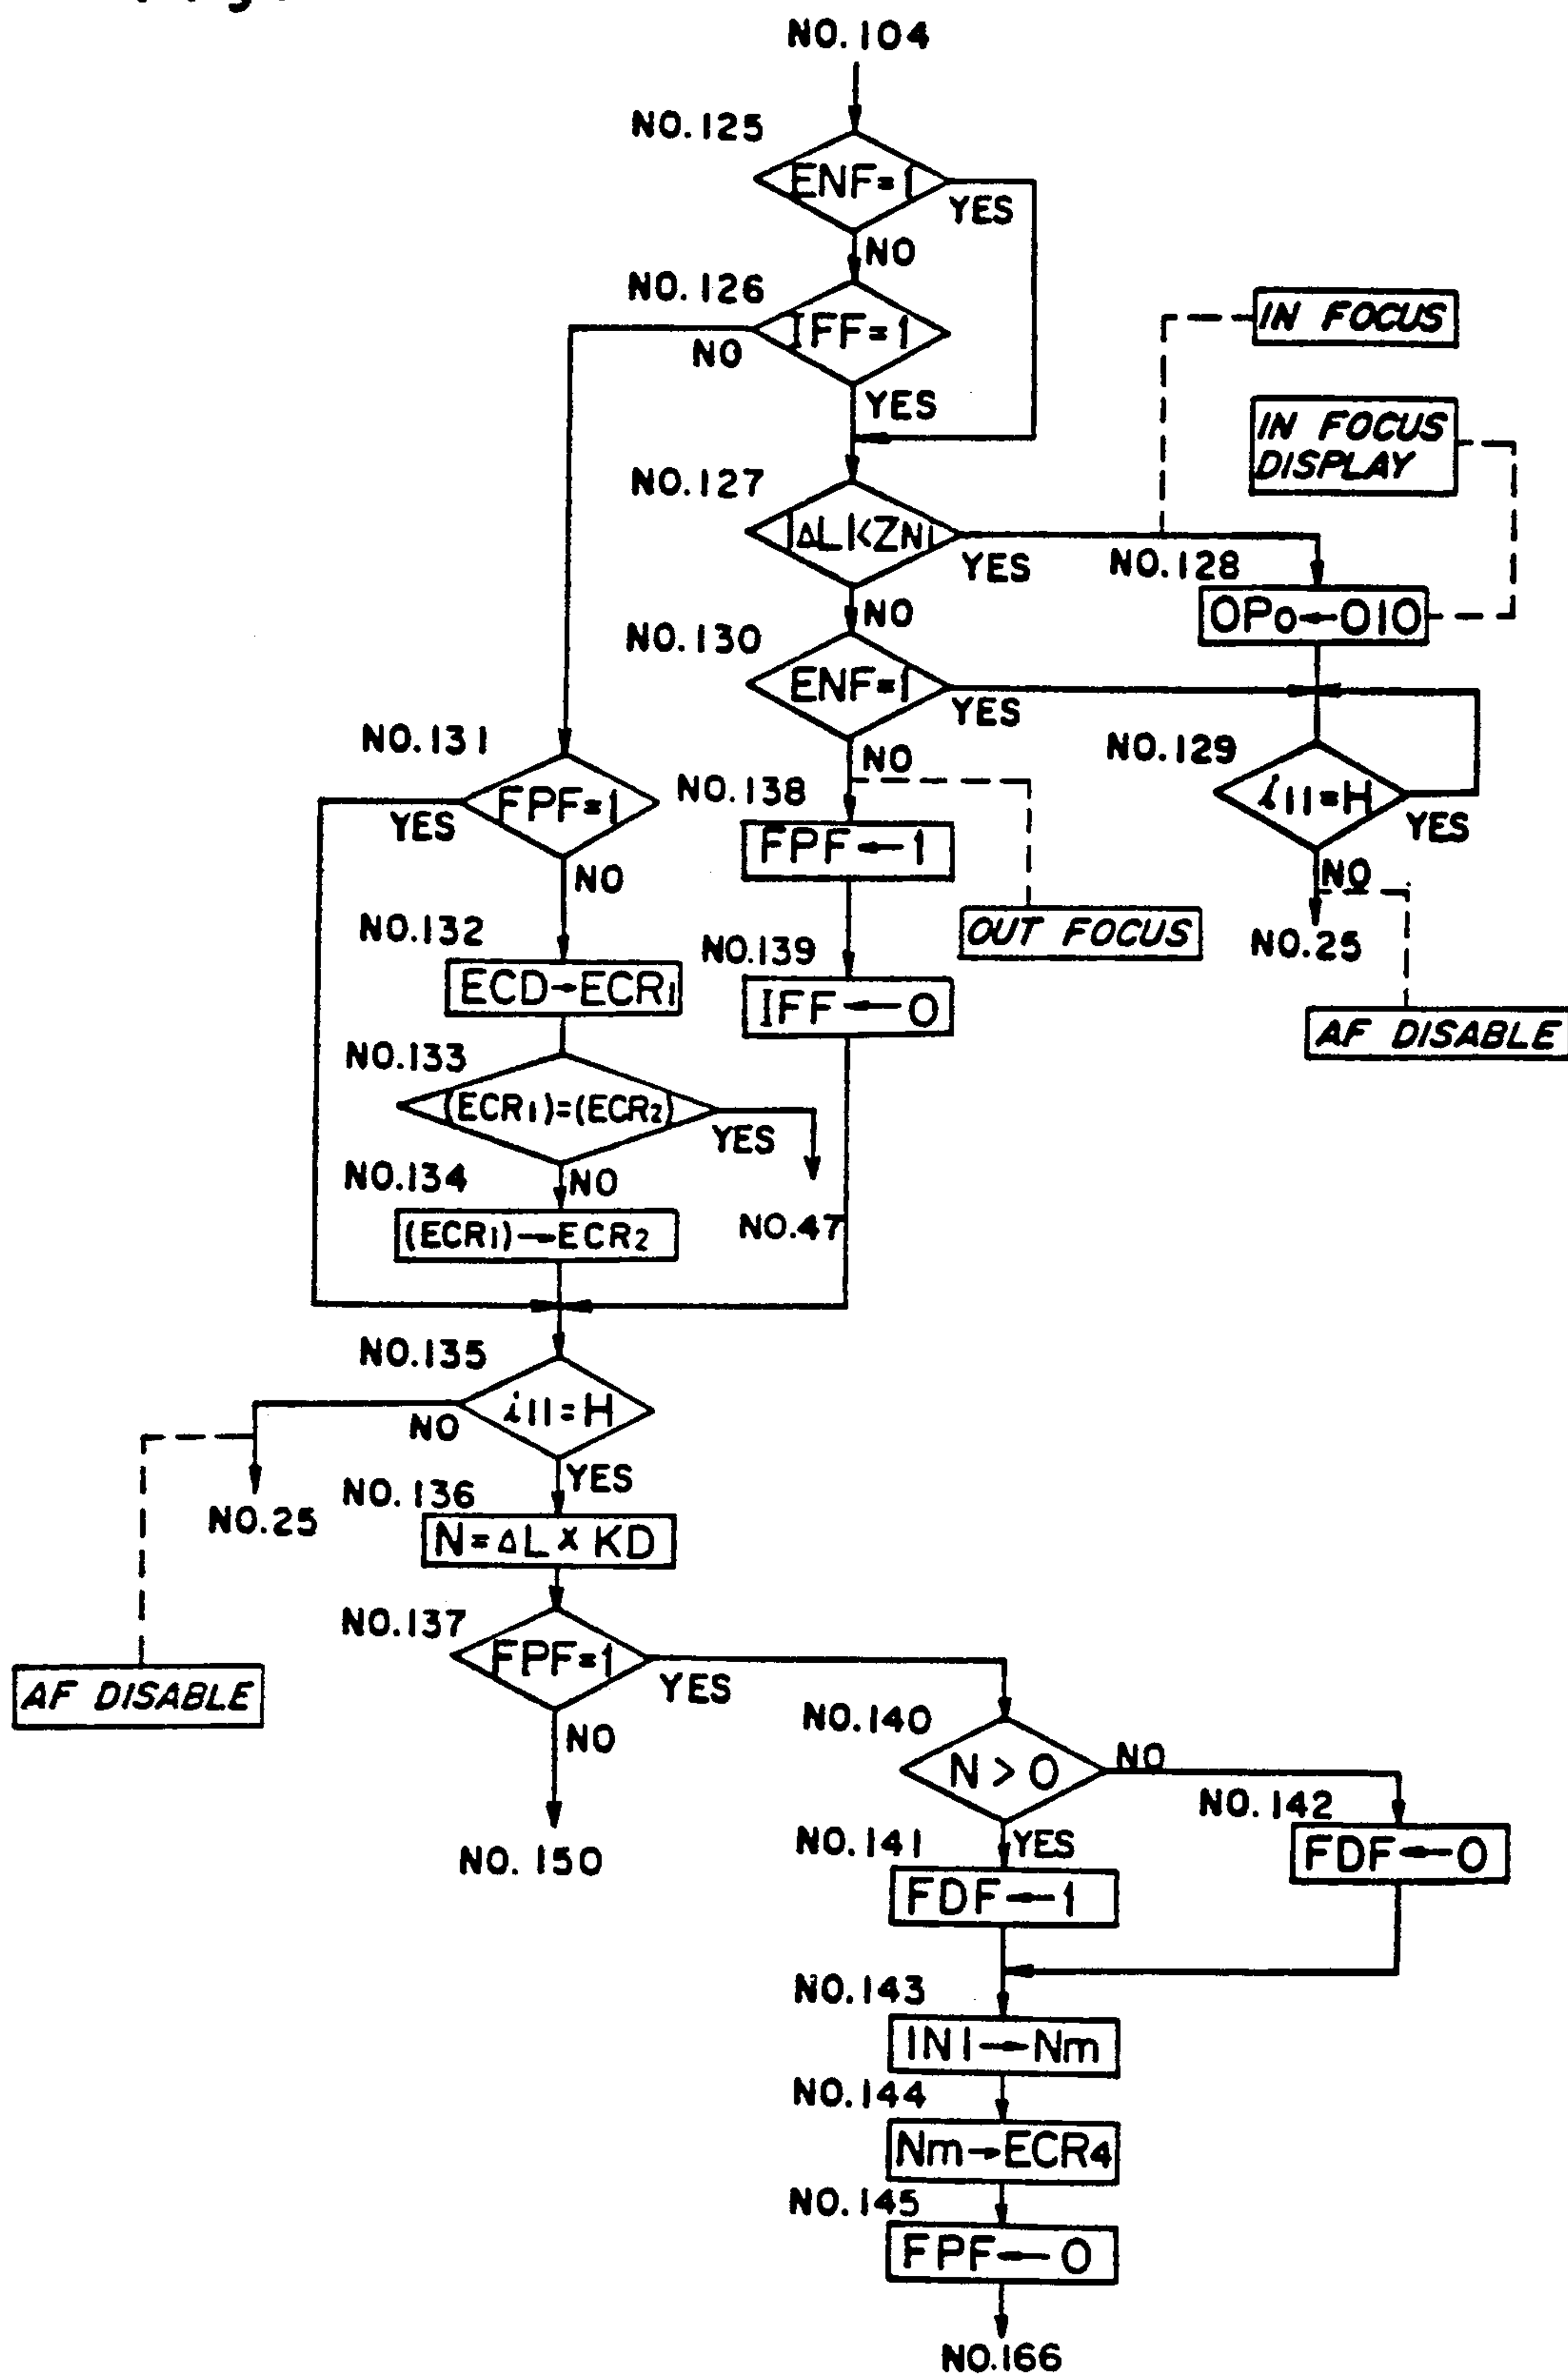 NO.104
NO.125
ENF=1
YES
NO
NO.126
IFF=1
NO
YES
IN FOCUS
IN FOCUS
DISPLAY
NO.127
|ΔL|<ZN1
YES
NO
NO.128
OPo←010
NO.130
ENF=1
YES
NO
NO.129
i11=H
YES
NO
NO.25
AF DISABLE
NO.131
FPF=1
YES
NO
NO.138
FPF←1
OUT FOCUS
NO.132
ECD→ECR1
NO.139
IFF←0
NO.133
(ECR1)=(ECR2)
YES
NO
NO.47
NO.134
(ECR1)→ECR2
NO.135
i11=H
NO
YES
NO.25
AF DISABLE
NO.136
N=ΔL×KD
NO.137
FPF=1
YES
NO
NO.150
NO.140
N>0
NO
YES
NO.142
FDF←0
NO.141
FDF←1
NO.143
|N|→Nm
NO.144
Nm→ECR4
NO.145
FPF←0
NO.166